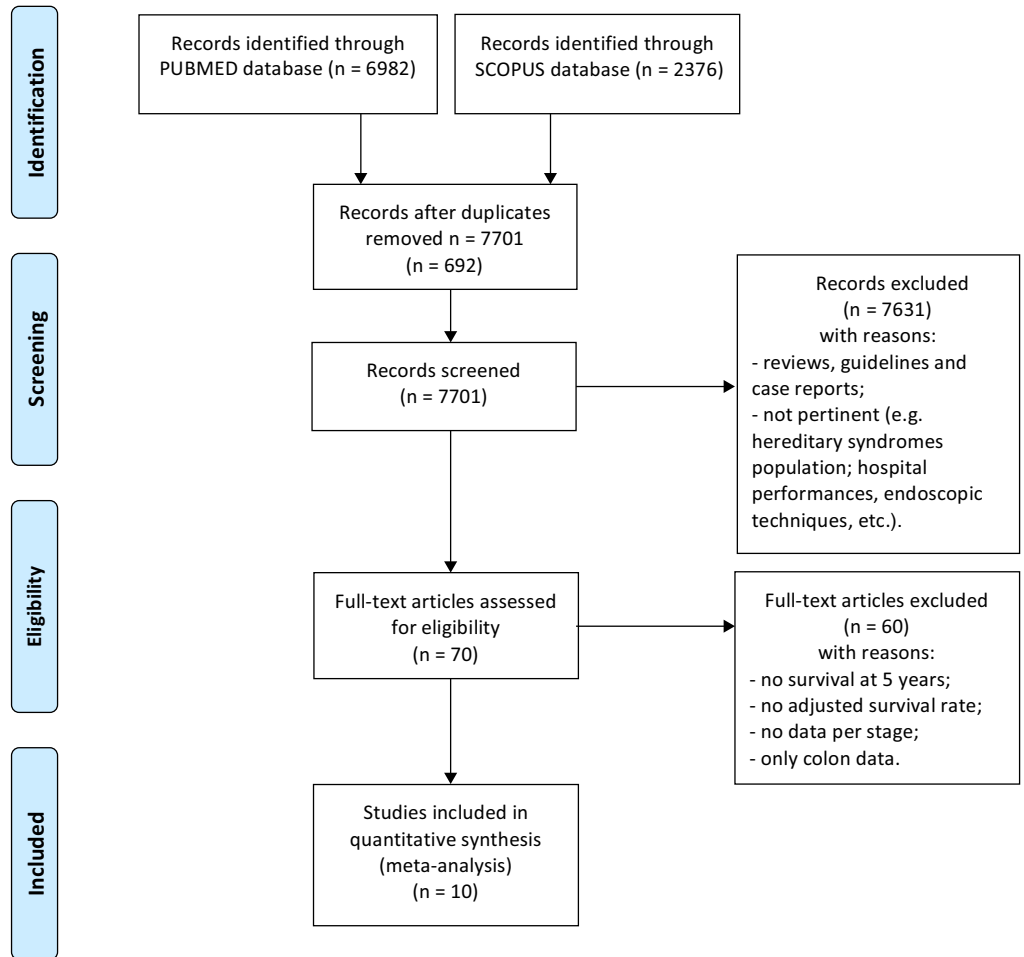 Identification
Records identified through
PUBMED database (n = 6982)
Records identified through
SCOPUS database (n = 2376)
Records after duplicates
removed n = 7701
(n = 692)
Screening
Records screened
(n = 7701)
Records excluded
(n = 7631)
with reasons:
- reviews, guidelines and
case reports;
- not pertinent (e.g.
hereditary syndromes
population; hospital
performances, endoscopic
techniques, etc.).
Eligibility
Full-text articles assessed
for eligibility
(n = 70)
Full-text articles excluded
(n = 60)
with reasons:
- no survival at 5 years;
- no adjusted survival rate;
- no data per stage;
- only colon data.
Included
Studies included in
quantitative synthesis
(meta-analysis)
(n = 10)